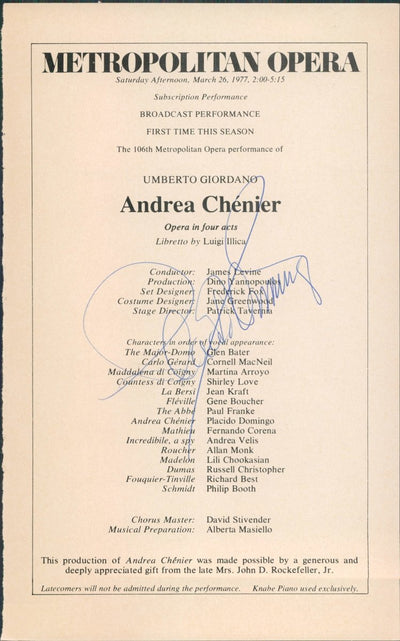 METROPOLITAN OPERA
Saturday Afternoon, March 26, 1977, 2:00-5:15
Subscription Performance
BROADCAST PERFORMANCE
FIRST TIME THIS SEASON
The 106th Metropolitan Opera performance of
UMBERTO GIORDANO
Andrea Chénier
Opera in four acts
Libretto by Luigi Illica
Conductor: James Levine
Production: Dino Yannopoulos
Set Designer: Frederick Fox
Costume Designer: Jane Greenwood
Stage Director: Patrick Tavernia
Characters in order of vocal appearance:
The Major-Domo Glen Bater
Carlo Gérard Cornell MacNeil
Maddalena di Coigny Martina Arroyo
Countess di Coigny Shirley Love
La Bersi Jean Kraft
Fléville Gene Boucher
The Abbé Paul Franke
Andrea Chénier Placido Domingo
Mathieu Fernando Corena
Incredibile, a spy Andrea Velis
Roucher Allan Monk
Madelon Lili Chookasian
Dumas Russell Christopher
Fouquier-Tinville Richard Best
Schmidt Philip Booth
Chorus Master: David Stivender
Musical Preparation: Alberta Masiello
This production of Andrea Chénier was made possible by a generous and
deeply appreciated gift from the late Mrs. John D. Rockefeller, Jr.
Latecomers will not be admitted during the performance. Knabe Piano used exclusively.